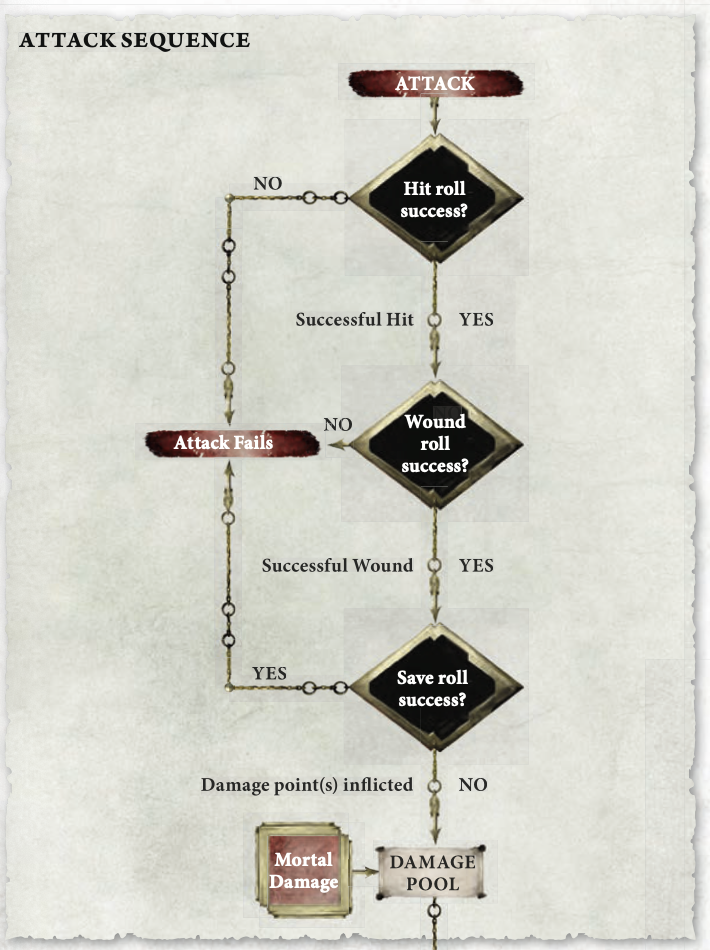 ATTACK SEQUENCE
ATTACK
Hit roll
success?
NO
Successful Hit
YES
Wound
roll
success?
NO
Attack Fails
Successful Wound
YES
Save roll
success?
YES
Damage point(s) inflicted
NO
Mortal
Damage
DAMAGE
POOL